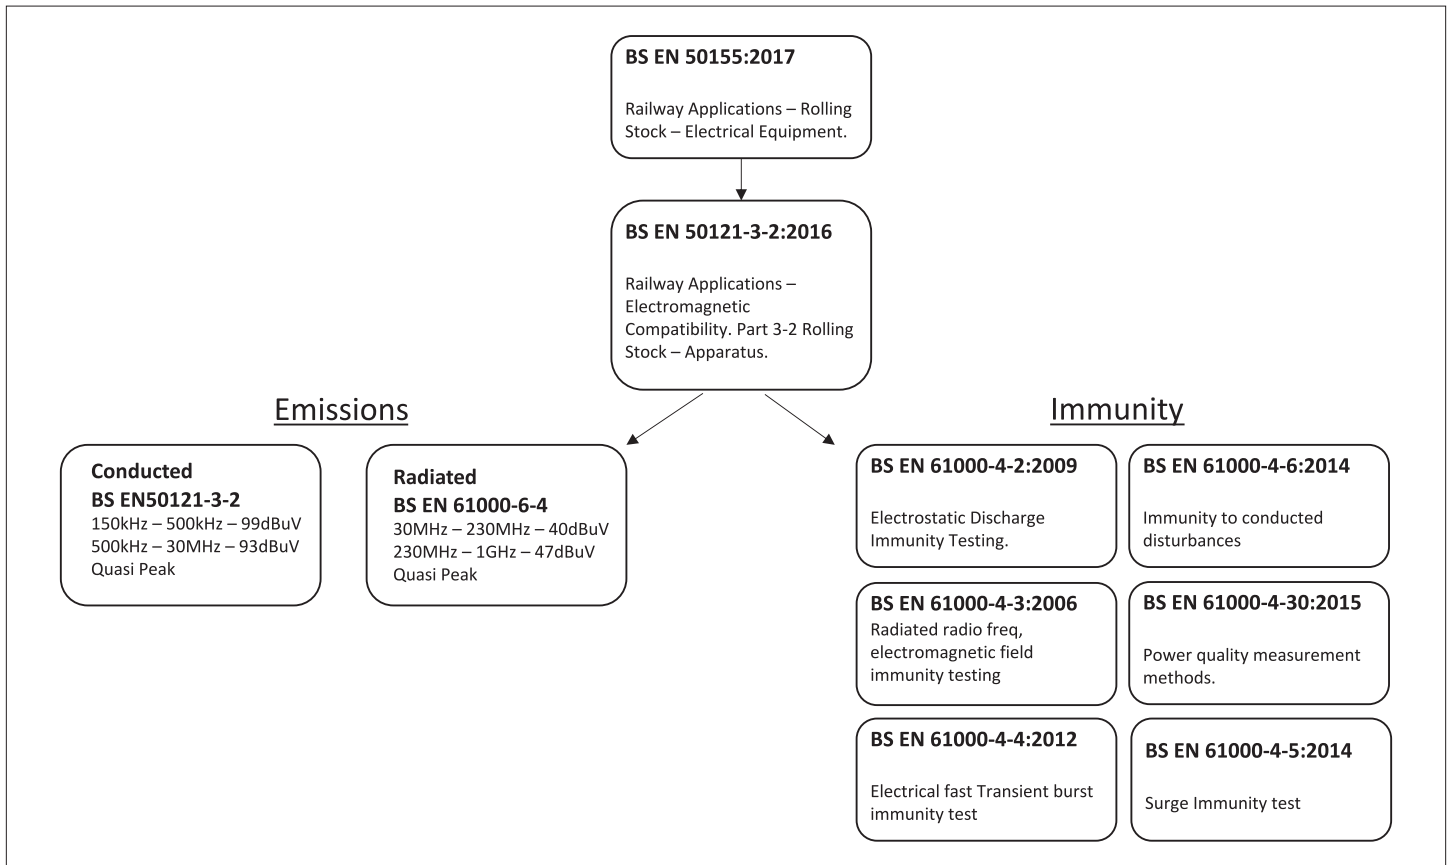 BS EN 50155:2017
Railway Applications – Rolling
Stock – Electrical Equipment.
BS EN 50121-3-2:2016
Railway Applications –
Electromagnetic
Compatibility. Part 3-2 Rolling
Stock – Apparatus.
Emissions
Conducted
BS EN50121-3-2
150kHz – 500kHz – 99dBuV
500kHz – 30MHz – 93dBuV
Quasi Peak
Radiated
BS EN 61000-6-4
30MHz – 230MHz – 40dBuV
230MHz – 1GHz – 47dBuV
Quasi Peak
Immunity
BS EN 61000-4-2:2009
Electrostatic Discharge
Immunity Testing.
BS EN 61000-4-6:2014
Immunity to conducted
disturbances
BS EN 61000-4-3:2006
Radiated radio freq,
electromagnetic field
immunity testing
BS EN 61000-4-30:2015
Power quality measurement
methods.
BS EN 61000-4-4:2012
Electrical fast Transient burst
immunity test
BS EN 61000-4-5:2014
Surge Immunity test